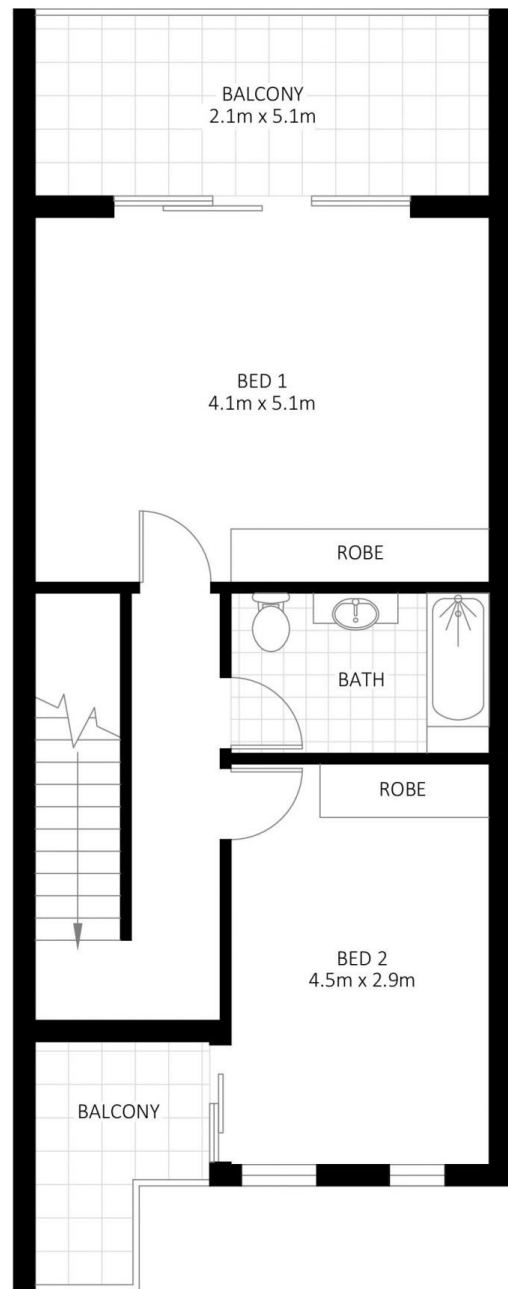 BALCONY
2.1m x 5.1m
BED 1
4.1m x 5.1m
ROBE
BATH
ROBE
BED 2
4.5m x 2.9m
BALCONY